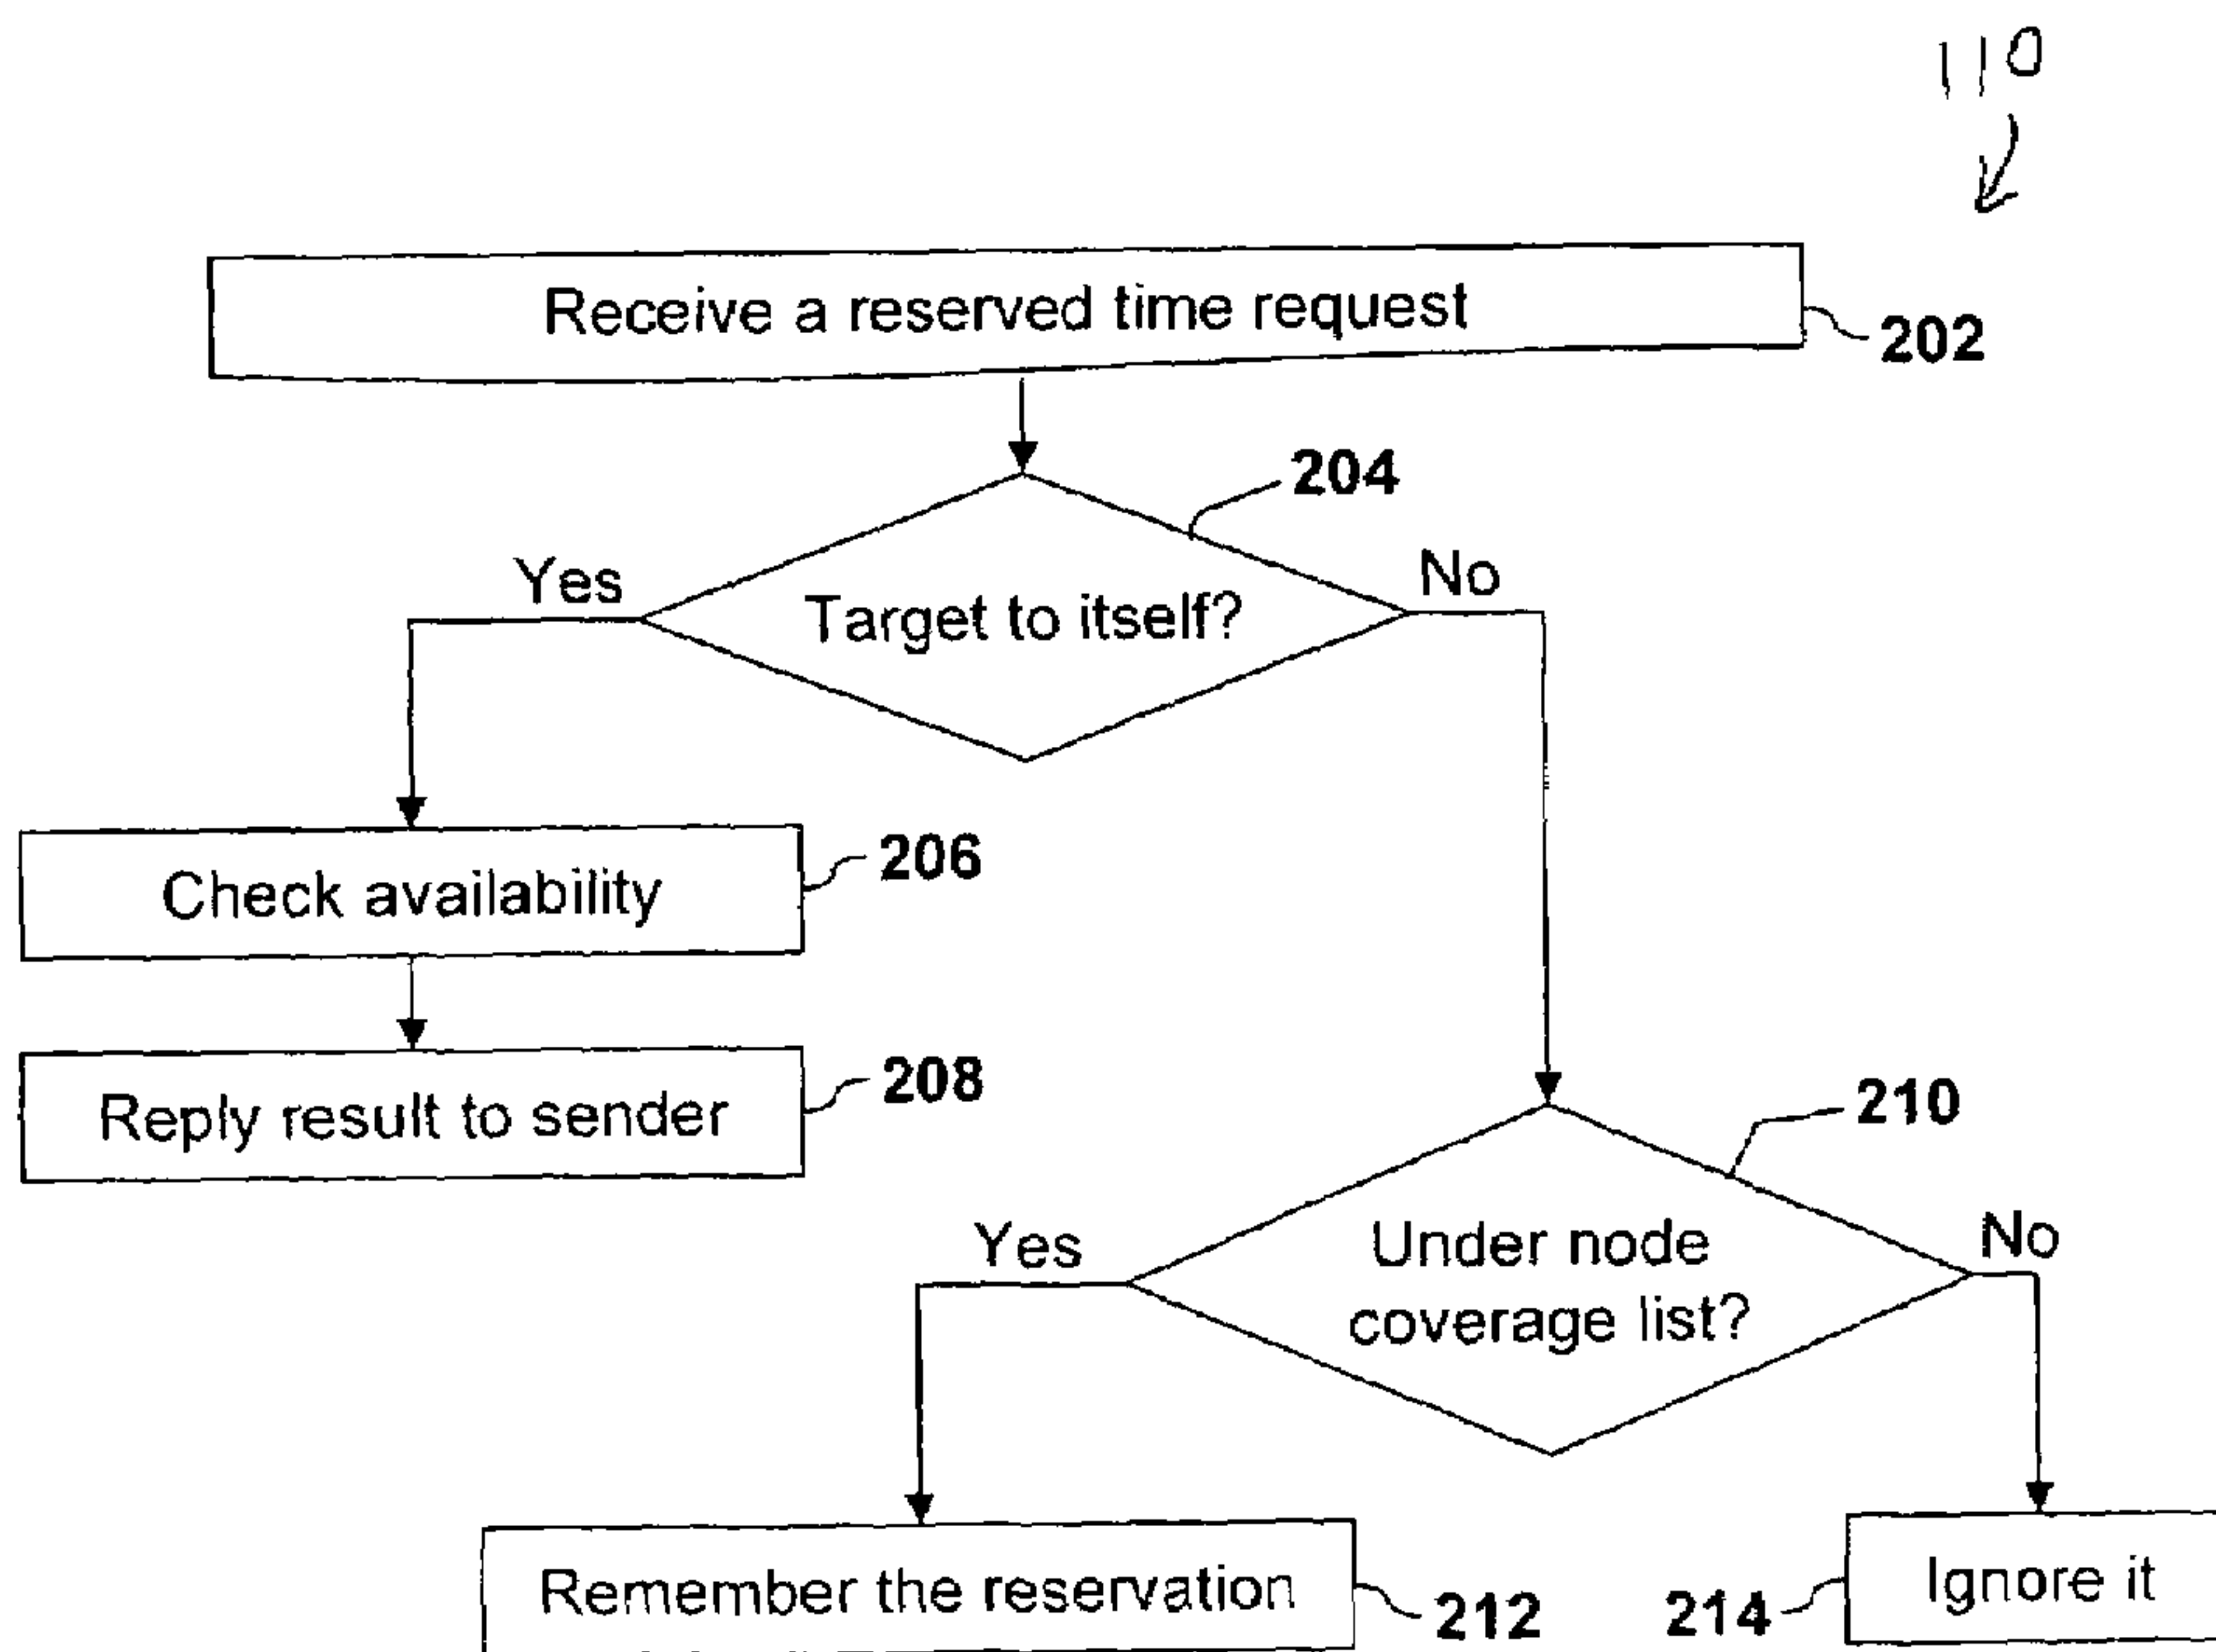 110
Receive a reserved time request
202
204
Yes
No
Target to itself?
Check availability
206
Reply result to sender
208
210
Yes
No
Under node
coverage list?
Remember the reservation
212
214
Ignore it